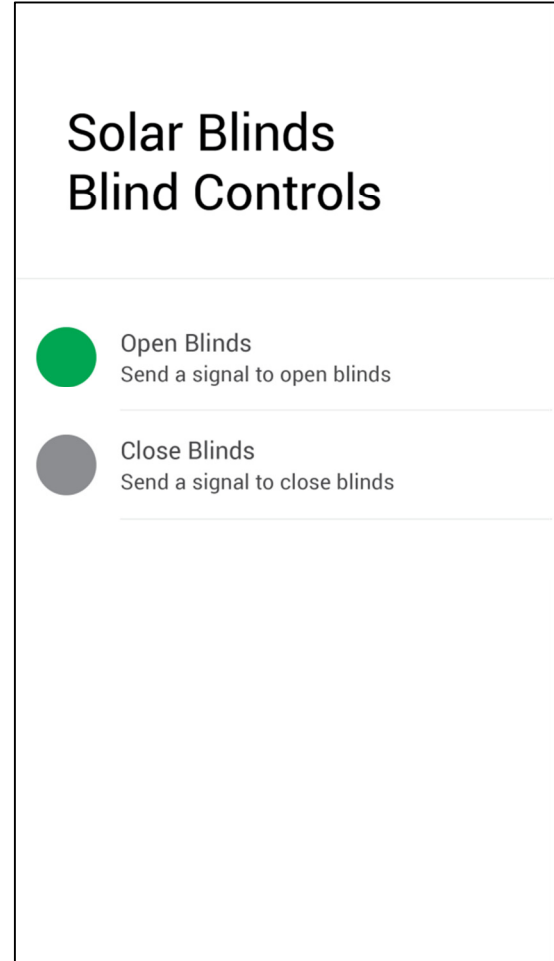 Solar Blinds
Blind Controls
Open Blinds
Send a signal to open blinds
Close Blinds
Send a signal to close blinds